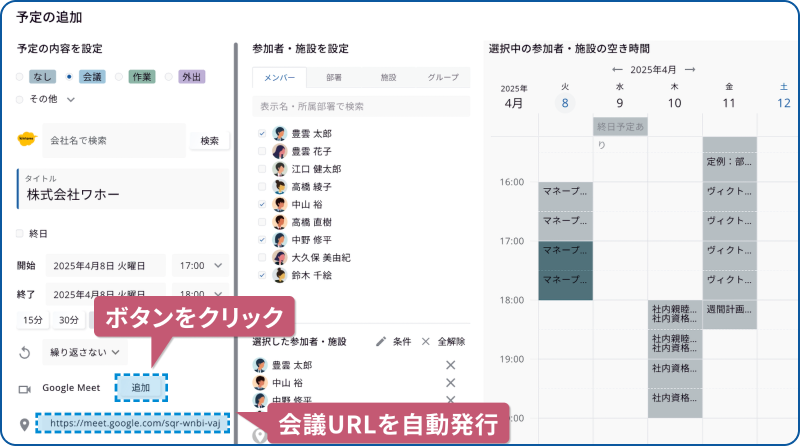 予定の追加
予定の内容を設定
なし
会議
作業
外出
その他
会社名で検索
検索
タイトル
株式会社ワホー
終日
開始
2025年4月8日 火曜日
17:00
終了
2025年4月8日 火曜日
18:00
15分
30分
繰り返さない
Google Meet
追加
https://meet.google.com/sqr-wnbi-vaj
ボタンをクリック
会議URLを自動発行
参加者・施設を設定
メンバー
部署
施設
グループ
表示名・所属部署で検索
豊雲 太郎
豊雲 花子
江口 健太郎
高橋 綾子
中山 裕
高橋 直樹
中野 修平
大久保 美由紀
鈴木 千絵
選択した参加者・施設
条件
全解除
豊雲 太郎
中山 裕
中野 修平
選択中の参加者・施設の空き時間
← 2025年4月 →
2025年
4月
火
8
水
9
木
10
金
11
土
12
終日予定あ
り
16:00
17:00
18:00
19:00
マネープ...
マネープ...
マネープ...
マネープ...
社内親睦...
社内資格...
社内親睦...
社内資格...
社内資格...
社内資格...
定例：部...
ヴィクト...
ヴィクト...
ヴィクト...
ヴィクト...
週間計画...